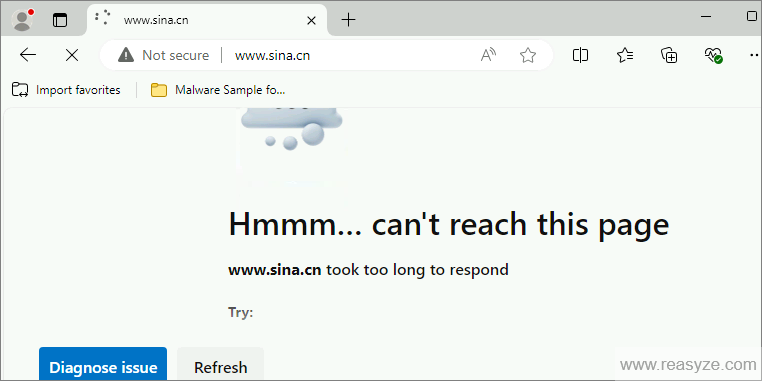 www.sina.cn
Not secure www.sina.cn
Import favorites Malware Sample fo...
Hmmm... can't reach this page
www.sina.cn took too long to respond
Try:
Diagnose issue Refresh
www.reasyze.com